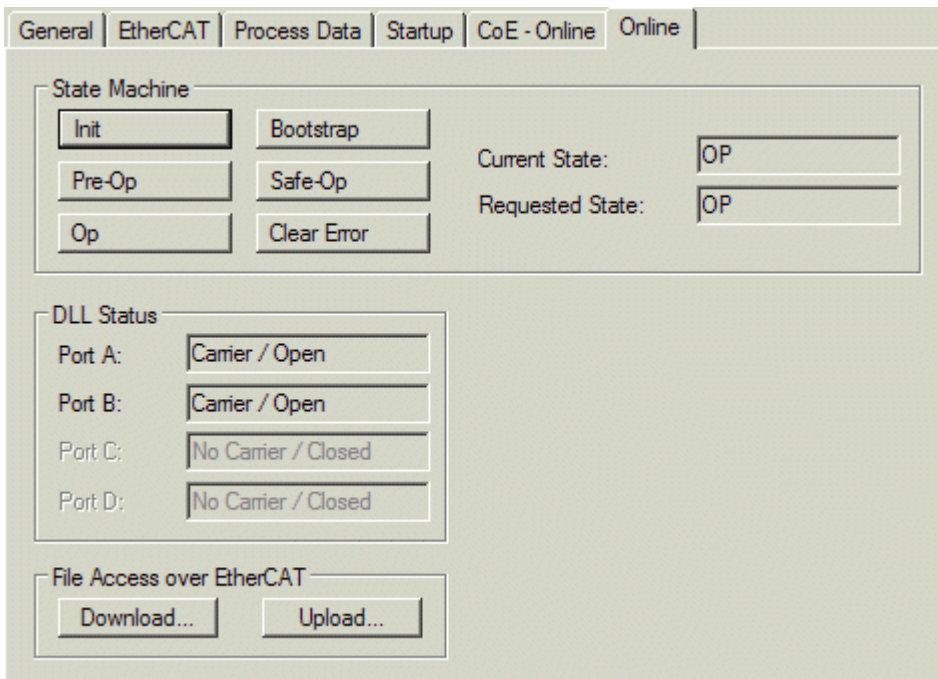 General EtherCAT Process Data Startup CoE - Online Online
State Machine
Init Bootstrap
Current State: OP
Pre-Op Safe-Op
Requested State: OP
Op Clear Error
DLL Status
Port A: Carrier / Open
Port B: Carrier / Open
Port C: No Carrier / Closed
Port D: No Carrier / Closed
File Access over EtherCAT
Download... Upload...